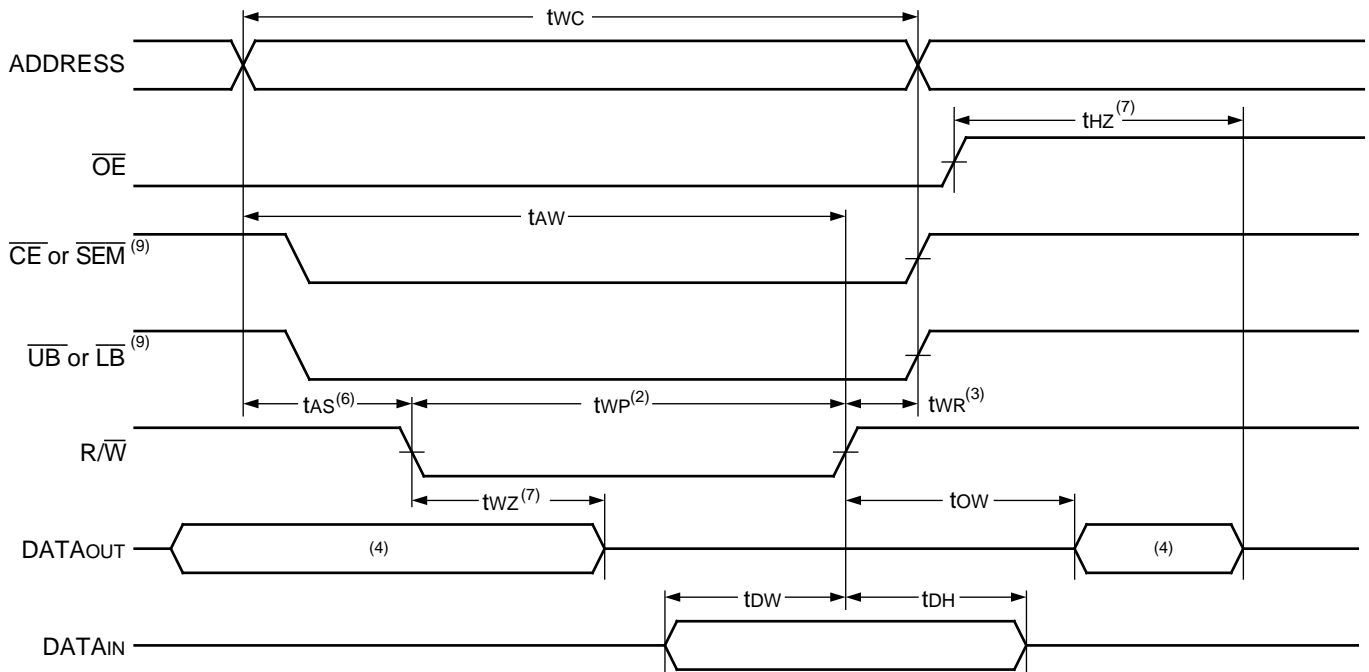 tWC
ADDRESS
tHZ(7)
OE
tAW
CE or SEM (9)
UB or LB (9)
tAS(6)
tWP(2)
tWR(3)
R/W
tWZ(7)
tOW
DATAOUT
(4)
(4)
tDW
tDH
DATAIN